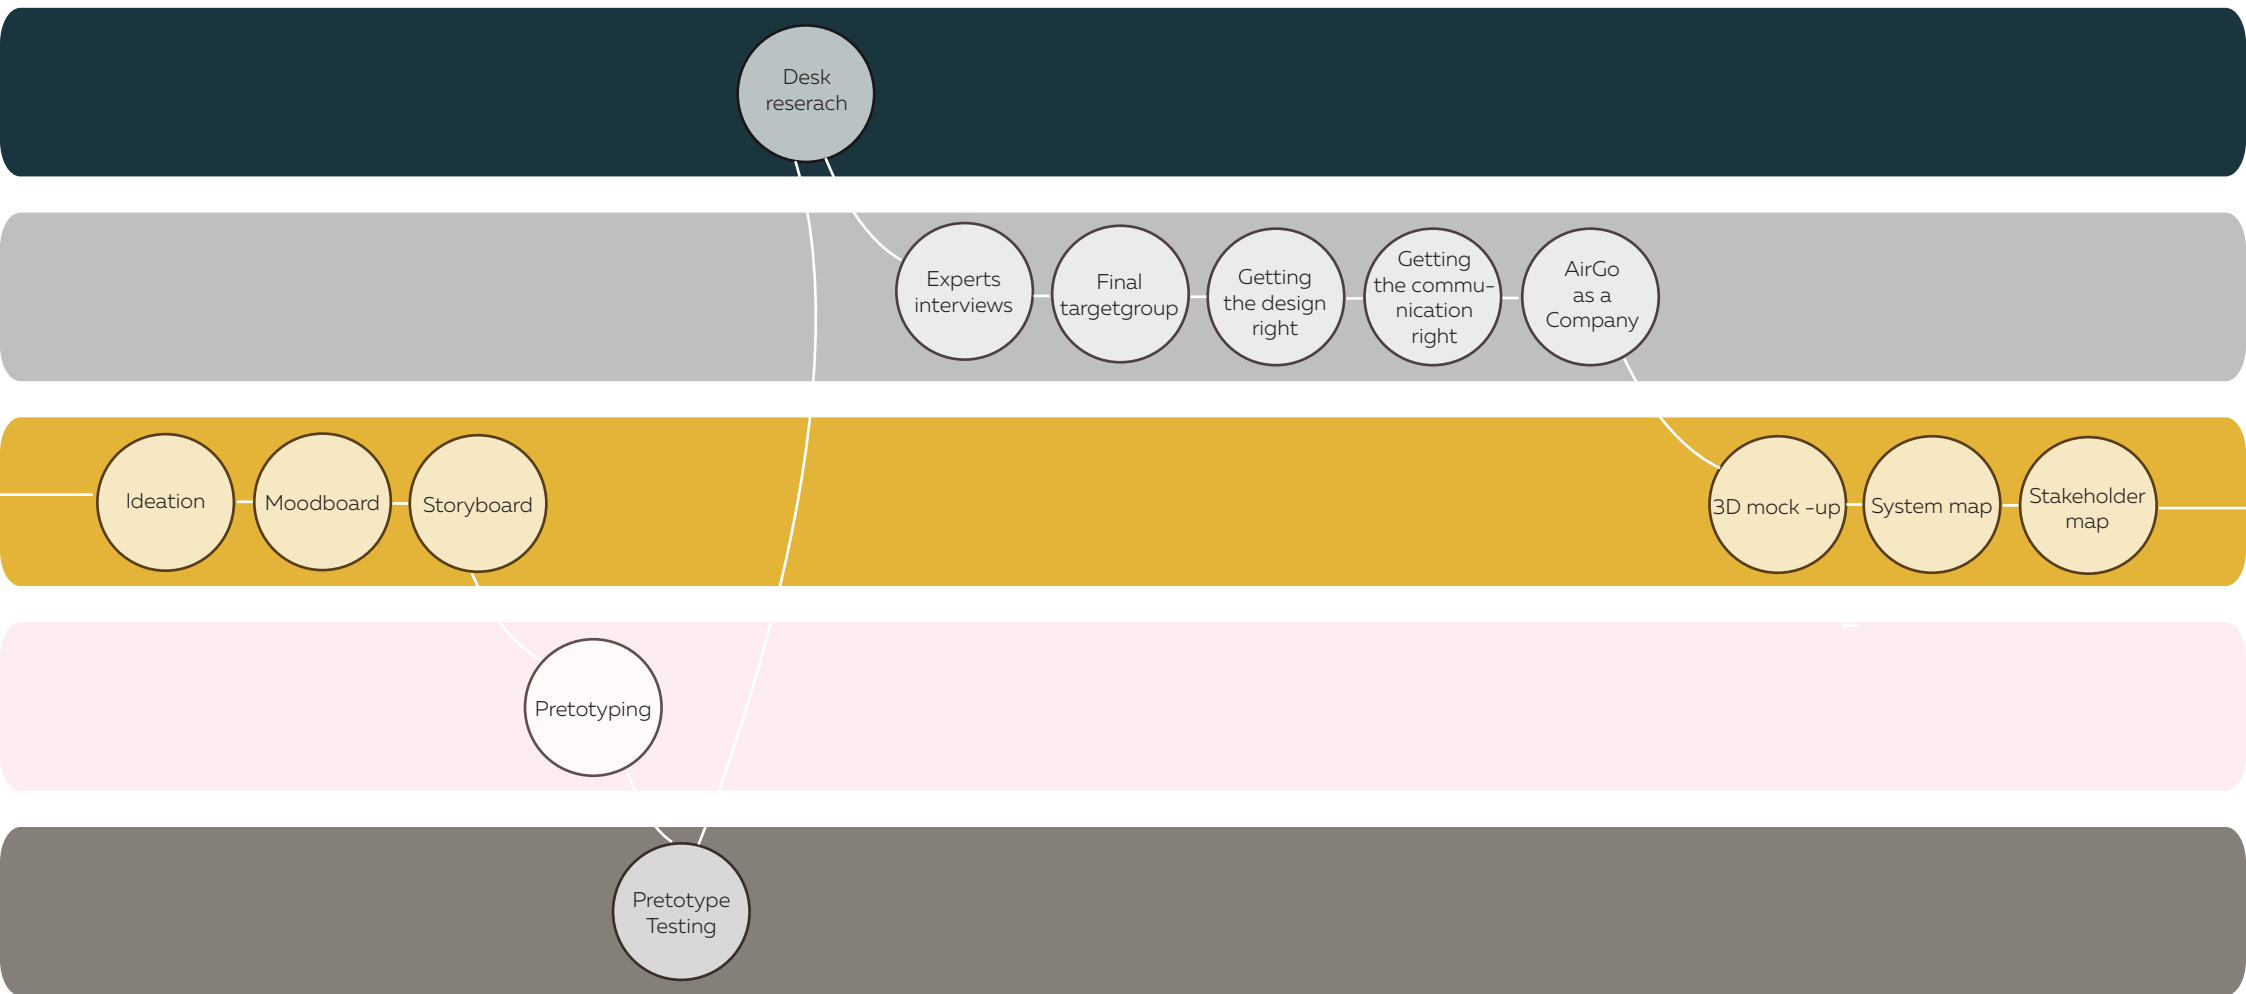 Desk
reserach
Experts
interviews
Final
targetgroup
Getting
the design
right
Getting
the commu-
nication
right
AirGo
as a
Company
Ideation
Moodboard
Storyboard
3D mock -up
System map
Stakeholder
map
Pretotyping
Pretotype
Testing